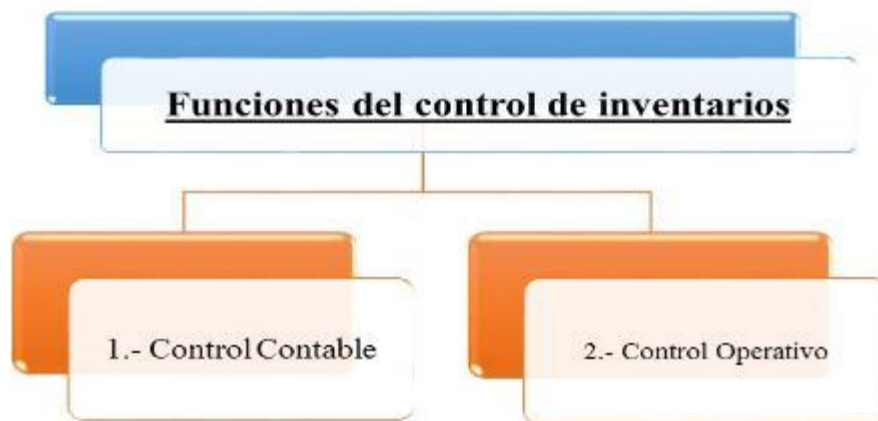 Funciones del control de inventarios
1.- Control Contable
2.- Control Operativo